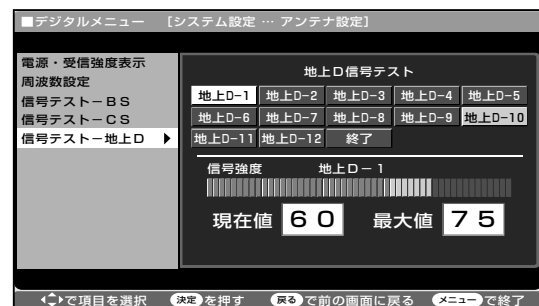 ■デジタルメニュー　[システム設定 … アンテナ設定]
電源・受信強度表示
周波数設定
信号テスト－ＢＳ
信号テスト－ＣＳ
信号テスト－地上Ｄ ▶
地上Ｄ信号テスト
地上D-1 地上D-2 地上D-3 地上D-4 地上D-5
地上D-6 地上D-7 地上D-8 地上D-9 地上D-10
地上D-11 地上D-12 終了
信号強度　地上Ｄ－１
現在値 ６０ 最大値 ７５
で項目を選択 決定を押す 戻るで前の画面に戻る メニューで終了